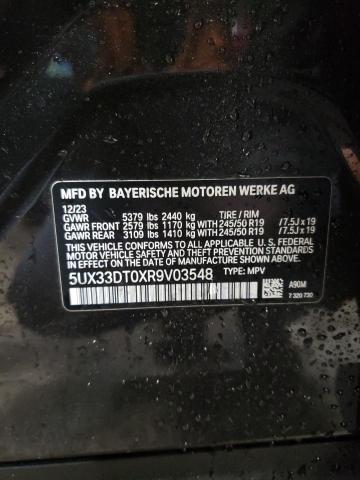 MFD BY BAYERISCHE MOTOREN WERKE AG
12/23
GVWR 5379 lbs 2440 kg TIRE / RIM
GAWR FRONT 2579 lbs 1170 kg WITH 245/50 R19 /7.5J x 19
GAWR REAR 3109 lbs 1410 kg WITH 245/50 R19 /7.5J x 19
THIS VEHICLE CONFORMS TO ALL APPLICABLE U.S. FEDERAL
MOTOR VEHICLE SAFETY AND THEFT PREVENTION STANDARDS
IN EFFECT ON THE DATE OF MANUFACTURE SHOWN ABOVE.
5UX33DT0XR9V03548 TYPE: MPV
A90M
7 320 730